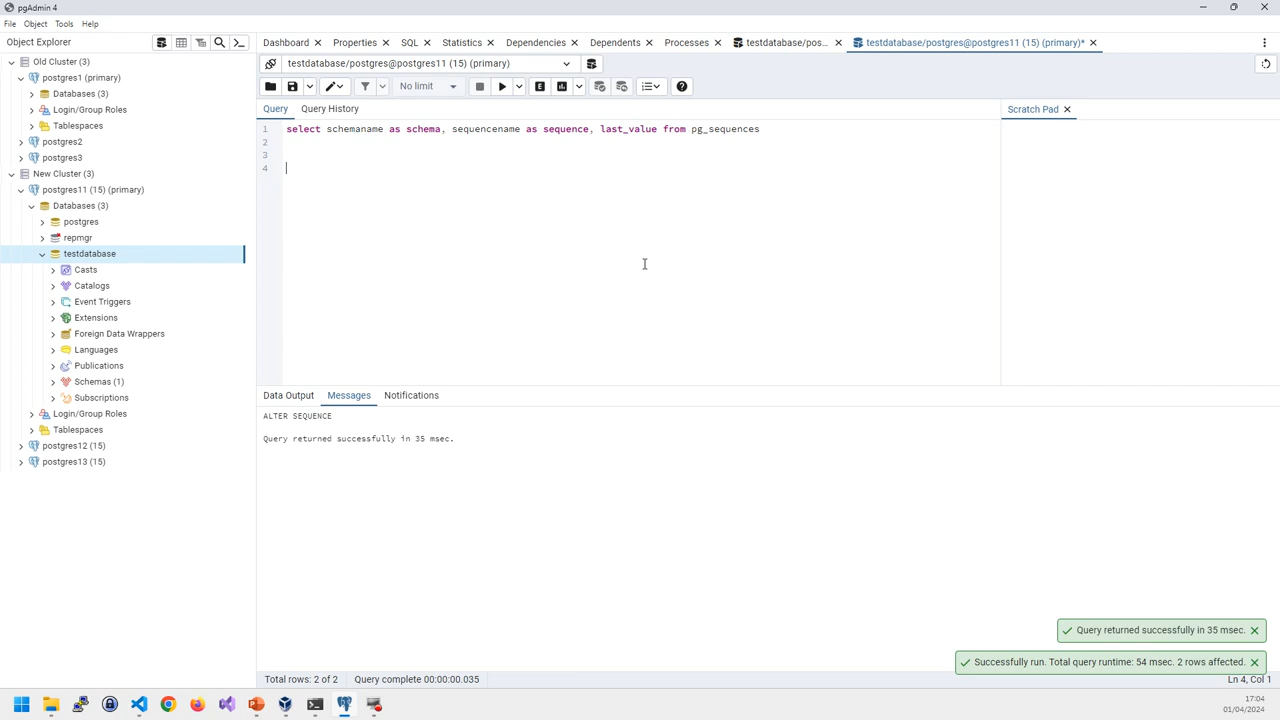 pgAdmin 4
File Object Tools Help
Object Explorer
Dashboard Properties SQL Statistics Dependencies Dependents Processes testdatabase/pos... testdatabase/postgres@postgres11 (15) (primary)*
Old Cluster (3)
testdatabase/postgres@postgres11 (15) (primary)
postgres1 (primary)
Databases (3)
No limit
E
Login/Group Roles
Query Query History
Scratch Pad
Tablespaces
1 select schemaname as schema, sequencename as sequence, last_value from pg_sequences
postgres2
2
postgres3
3
New Cluster (3)
4
postgres11 (15) (primary)
Databases (3)
postgres
repmgr
testdatabase
Casts
Catalogs
Event Triggers
Extensions
Foreign Data Wrappers
Languages
Publications
Schemas (1)
Subscriptions
Data Output Messages Notifications
Login/Group Roles
ALTER SEQUENCE
Tablespaces
Query returned successfully in 35 msec.
postgres12 (15)
postgres13 (15)
Query returned successfully in 35 msec.
Successfully run. Total query runtime: 54 msec. 2 rows affected.
Total rows: 2 of 2 Query complete 00:00:00.035
Ln 4, Col 1
17:04
01/04/2024